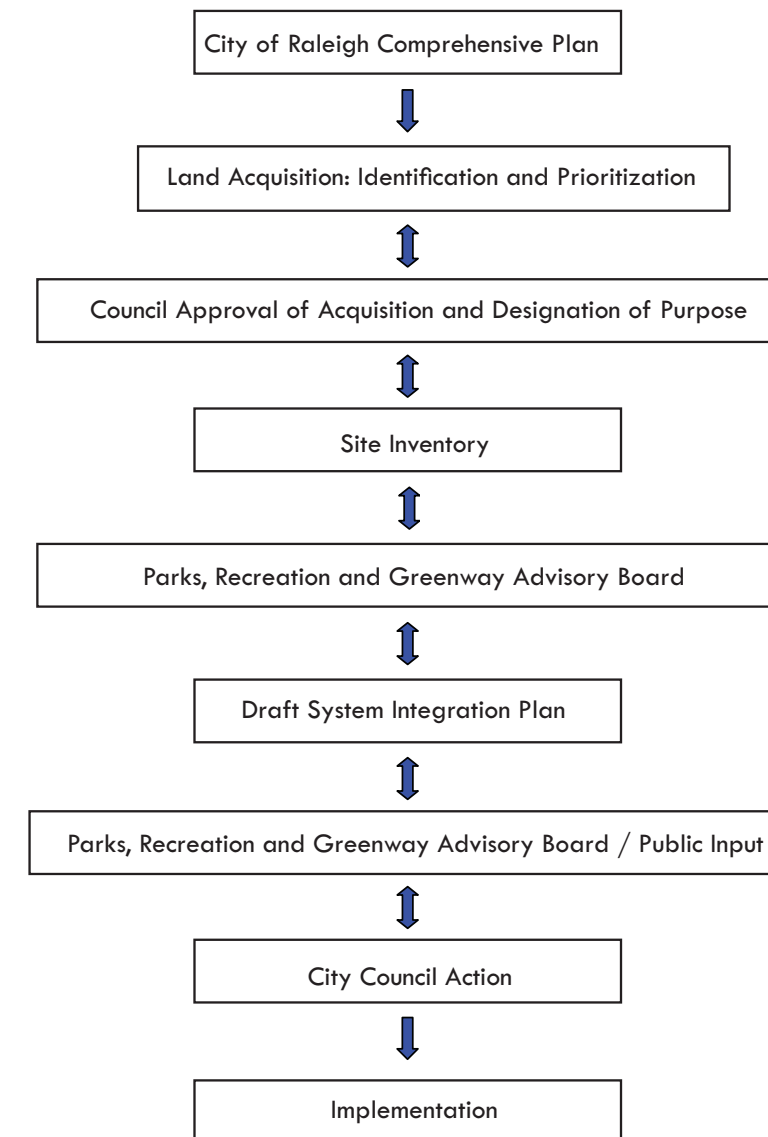 City of Raleigh Comprehensive Plan
Land Acquisition: Identification and Prioritization
Council Approval of Acquisition and Designation of Purpose
Site Inventory
Parks, Recreation and Greenway Advisory Board
Draft System Integration Plan
Parks, Recreation and Greenway Advisory Board / Public Input
City Council Action
Implementation